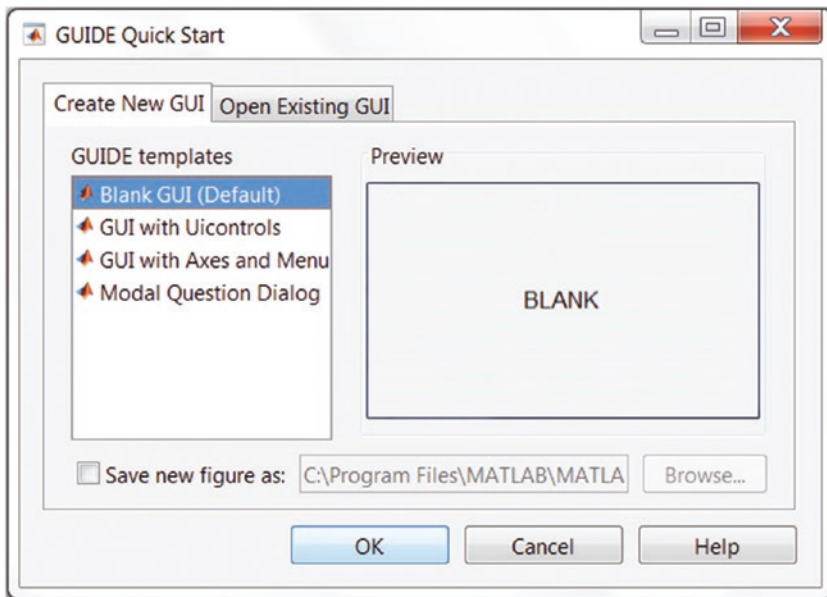 GUIDE Quick Start
Create New GUI
Open Existing GUI
GUIDE templates
Blank GUI (Default)
GUI with Uicontrols
GUI with Axes and Menu
Modal Question Dialog
Preview
BLANK
Save new figure as:
C:\Program Files\MATLAB\MATLA
Browse...
OK
Cancel
Help